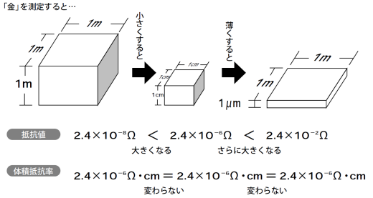 「金」を測定すると…
1m
1m
1m
小さくすると
1cm
1cm
1cm
薄くすると
1m
1m
1μm
抵抗値 2.4×10⁻⁸Ω < 2.4×10⁻⁶Ω < 2.4×10⁻²Ω
大きくなる さらに大きくなる
体積抵抗率 2.4×10⁻⁶Ω・cm = 2.4×10⁻⁶Ω・cm = 2.4×10⁻⁶Ω・cm
変わらない 変わらない